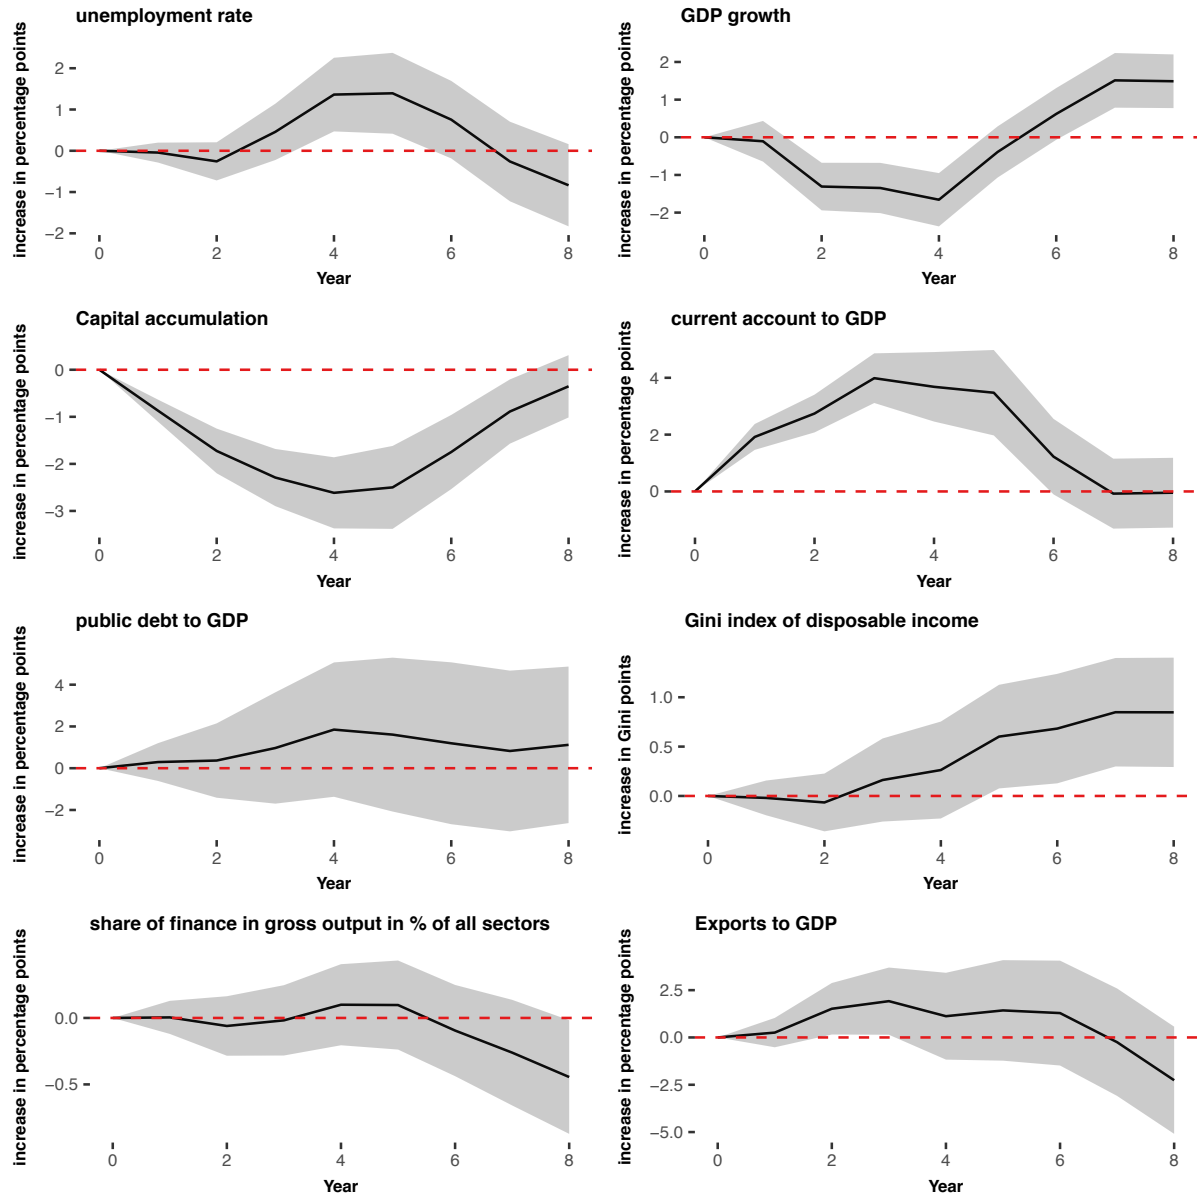 unemployment rate
increase in percentage points
2
1
0
−1
−2
0 2 4 6 8
Year
GDP growth
increase in percentage points
2
1
0
−1
−2
0 2 4 6 8
Year
Capital accumulation
increase in percentage points
0
−1
−2
−3
0 2 4 6 8
Year
current account to GDP
increase in percentage points
4
2
0
0 2 4 6 8
Year
public debt to GDP
increase in percentage points
4
2
0
−2
0 2 4 6 8
Year
Gini index of disposable income
increase in Gini points
1.0
0.5
0.0
0 2 4 6 8
Year
share of finance in gross output in % of all sectors
increase in percentage points
0.0
−0.5
0 2 4 6 8
Year
Exports to GDP
increase in percentage points
2.5
0.0
−2.5
−5.0
0 2 4 6 8
Year